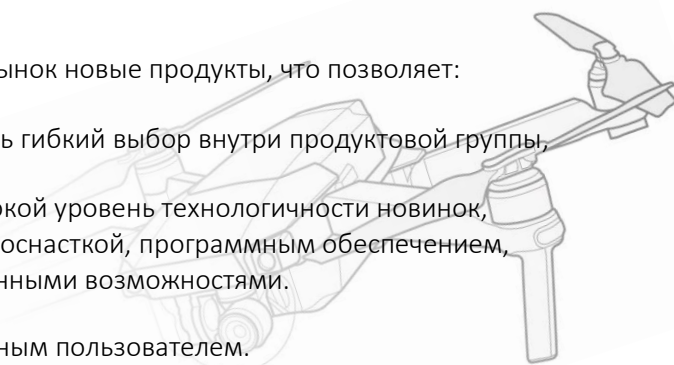 ынок новые продукты, что позволяет:
ь гибкий выбор внутри продуктовой группы,
окой уровень технологичности новинок,
оснасткой, программным обеспечением,
нными возможностями.
ным пользователем.